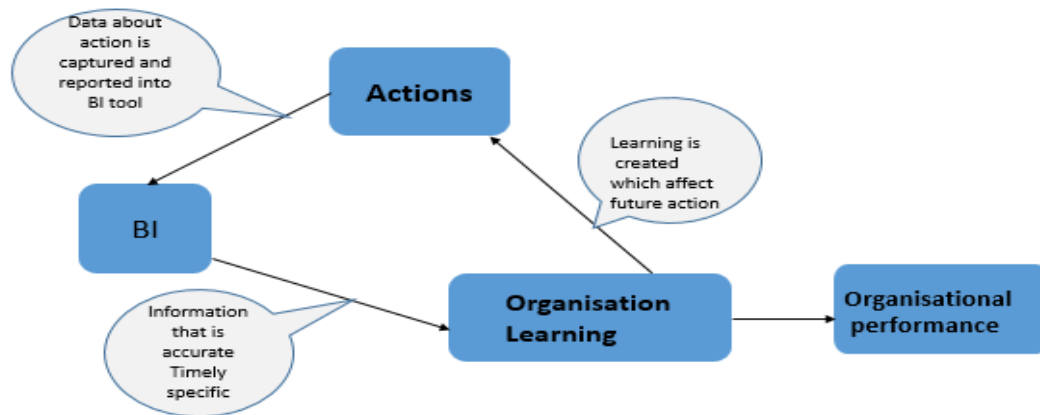 Data about
action is
captured and
reported into
BI tool
Actions
Learning is
created
which affect
future action
BI
Information
that is
accurate
Timely
specific
Organisation
Learning
Organisational
performance